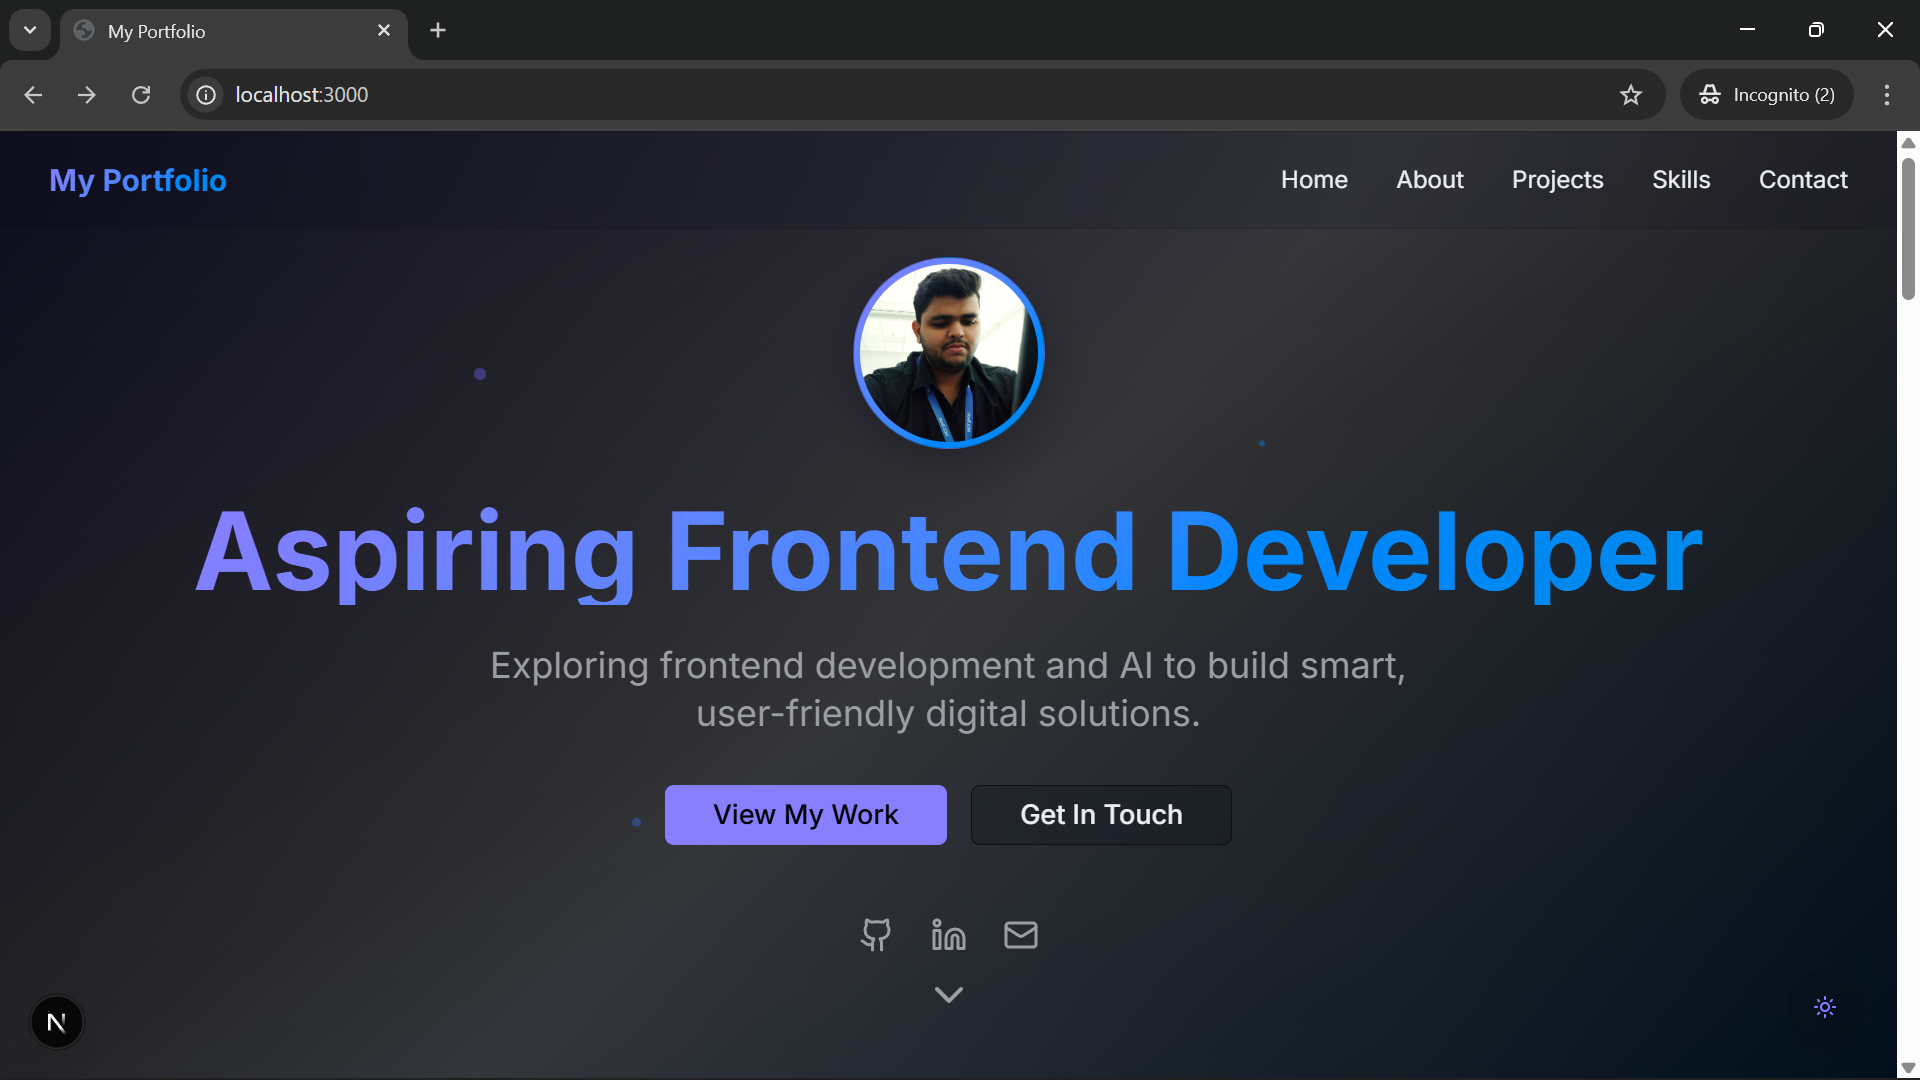 My Portfolio
localhost:3000
Incognito (2)
My Portfolio
Home
About
Projects
Skills
Contact
Aspiring Frontend Developer
Exploring frontend development and AI to build smart,
user-friendly digital solutions.
View My Work
Get In Touch
in
N